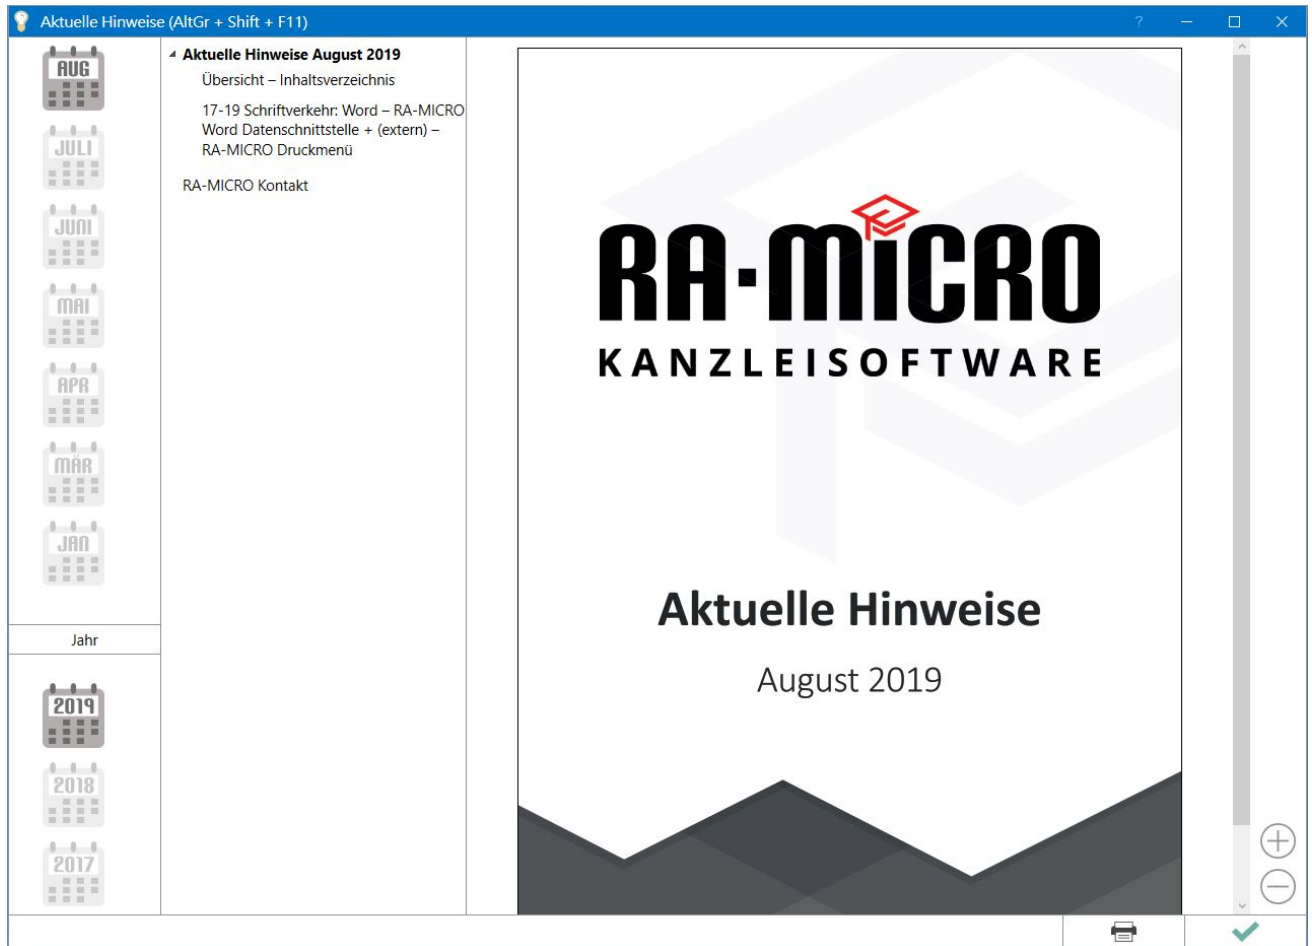 Aktuelle Hinweise (AltGr + Shift + F11)
?
AUG
JULI
JUNI
MAI
APR
MÄR
JAN
Jahr
2019
2018
2017
Aktuelle Hinweise August 2019
Übersicht – Inhaltsverzeichnis
17-19 Schriftverkehr: Word – RA-MICRO
Word Datenschnittstelle + (extern) –
RA-MICRO Druckmenü
RA-MICRO Kontakt
RA-MiCRO
KANZLEISOFTWARE
Aktuelle Hinweise
August 2019